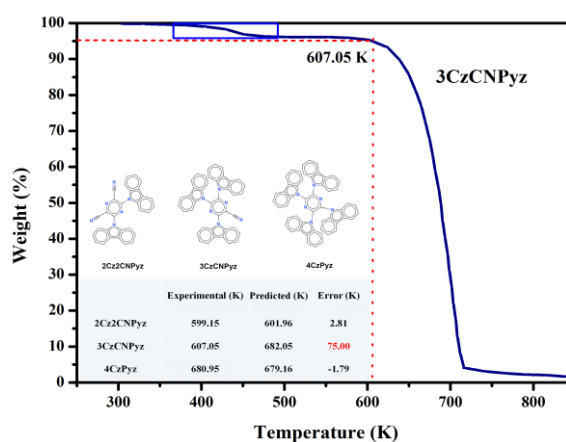 100
90
80
70
60
50
40
30
20
10
0
Weight (%)
607.05 K
3CzCNPyz
2Cz2CNPyz 3CzCNPyz 4CzPyz
Experimental (K) Predicted (K) Error (K)
2Cz2CNPyz 599.15 601.96 2.81
3CzCNPyz 607.05 682.05 75.00
4CzPyz 680.95 679.16 -1.79
300 400 500 600 700 800
Temperature (K)